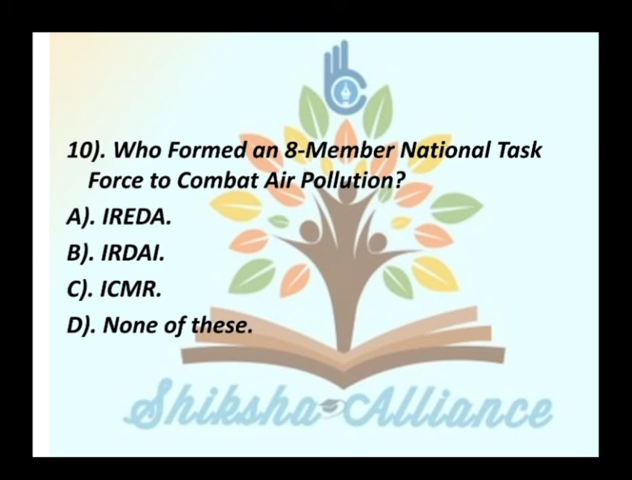 10). Who Formed an 8-Member National Task
Force to Combat Air Pollution?
A). IREDA.
B). IRDAI.
C). ICMR.
D). None of these.
Shiksha Alliance